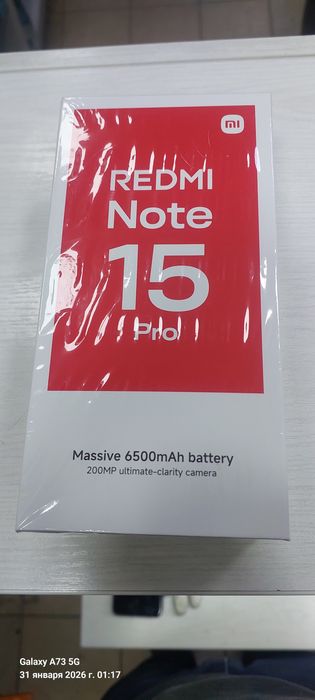 mi
REDMI
Note
15
Pro
Massive 6500mAh battery
200MP ultimate-clarity camera
Galaxy A73 5G
31 января 2026 г. 01:17